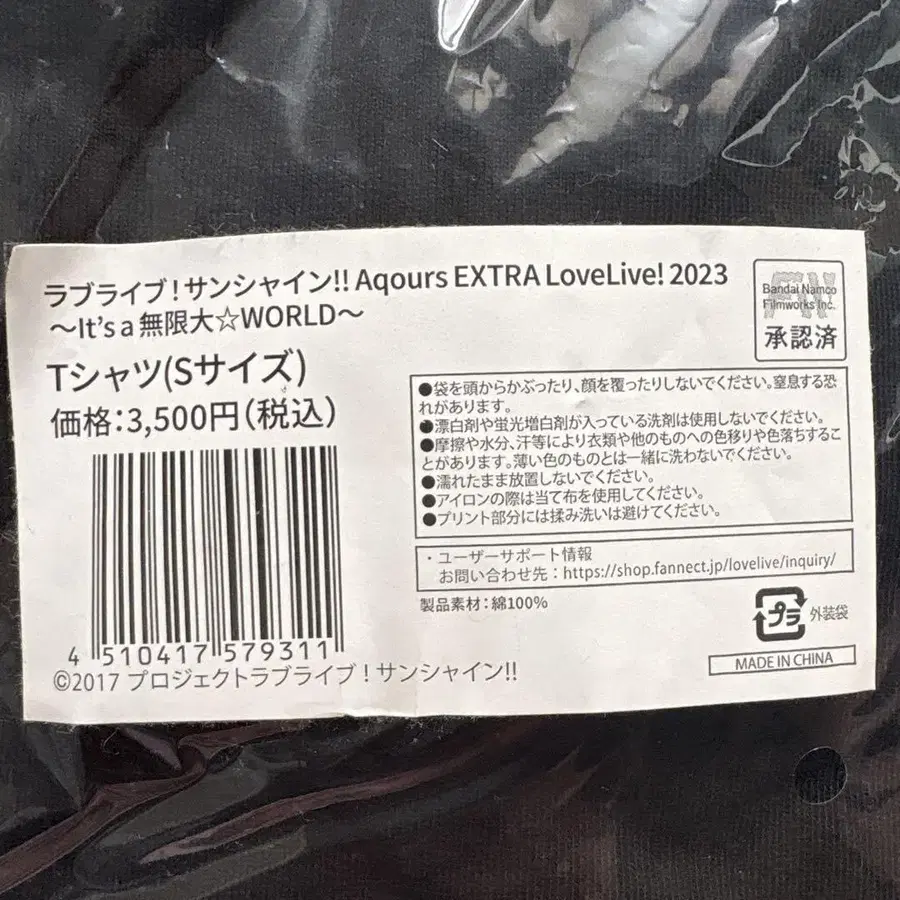 ラブライブ！サンシャイン!! Aqours EXTRA LoveLive! 2023
～It's a 無限大☆WORLD～
Tシャツ(Sサイズ)
価格：3,500円（税込）
4 510417 579311
©2017 プロジェクトラブライブ！サンシャイン!!
Bandai Namco
Filmworks Inc.
承認済
●袋を頭からかぶったり、顔を覆ったりしないでください。窒息する恐
れがあります。
●漂白剤や蛍光増白剤が入っている洗剤は使用しないでください。
●摩擦や水分、汗等により衣類や他のものへの色移りや色落ちするこ
とがあります。薄い色のものとは一緒に洗わないでください。
●濡れたまま放置しないでください。
●アイロンの際は当て布を使用してください。
●プリント部分には揉み洗いは避けてください。
・ユーザーサポート情報
お問い合わせ先：https://shop.fannect.jp/lovelive/inquiry/
製品素材：綿100%
プラ 外装袋
MADE IN CHINA